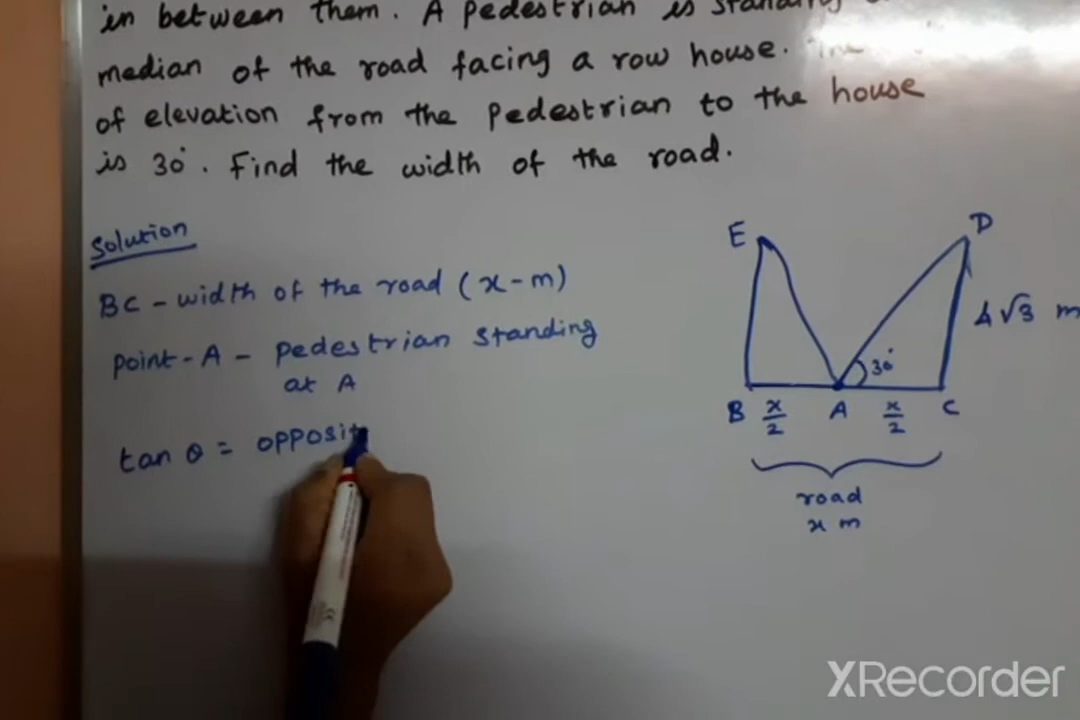 in between them. A pedestrian is standing
median of the road facing a row house.
of elevation from the pedestrian to the house
is 30°. Find the width of the road.
Solution
BC - width of the road (x-m)
Point-A - pedestrian standing
at A
tan θ = opposit
E
D
4√3 m
30°
B x/2 A x/2 C
road
x m
XRecorder